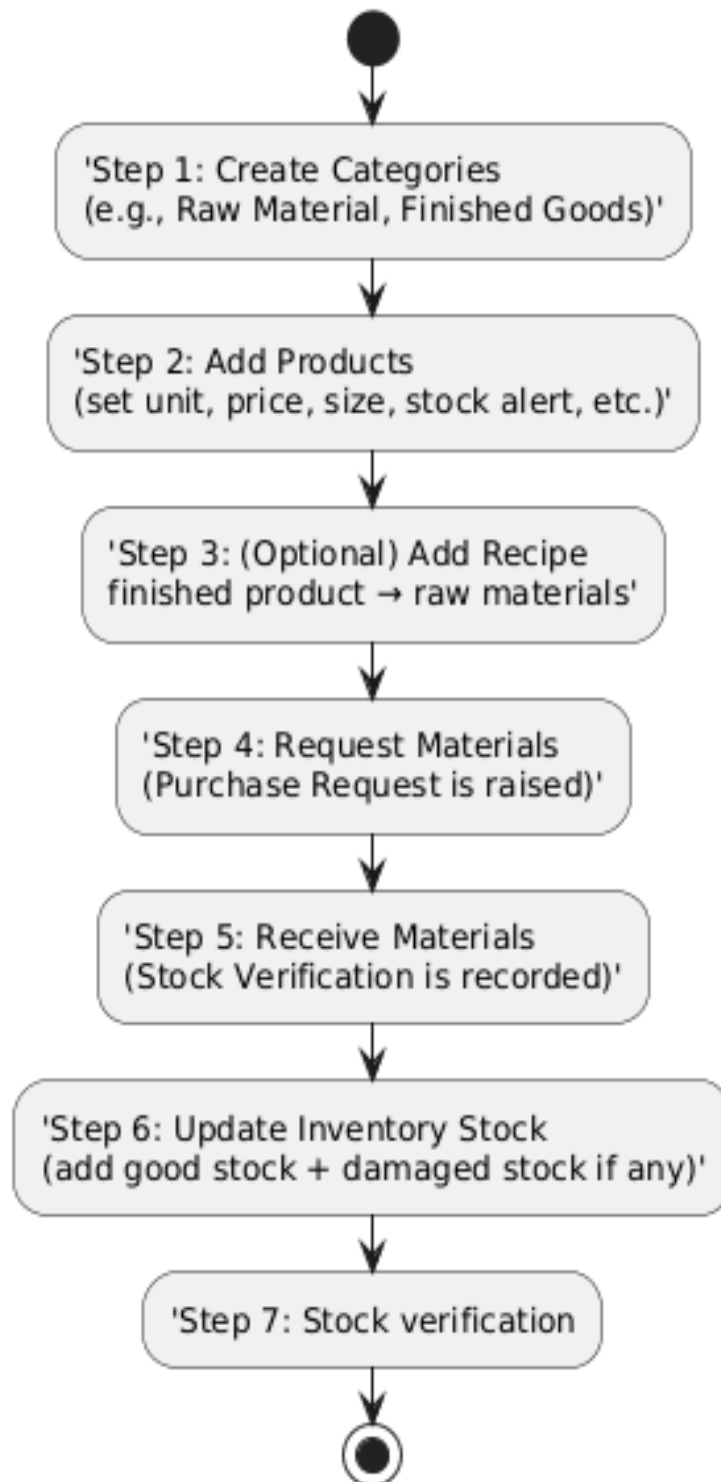 'Step 1: Create Categories
(e.g., Raw Material, Finished Goods)'
'Step 2: Add Products
(set unit, price, size, stock alert, etc.)'
'Step 3: (Optional) Add Recipe
finished product → raw materials'
'Step 4: Request Materials
(Purchase Request is raised)'
'Step 5: Receive Materials
(Stock Verification is recorded)'
'Step 6: Update Inventory Stock
(add good stock + damaged stock if any)'
'Step 7: Stock verification